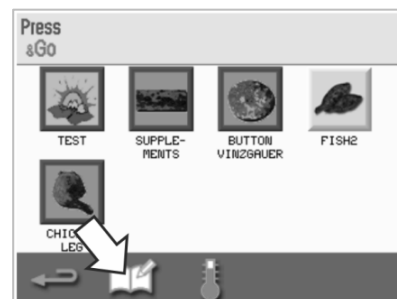 Press
&Go
TEST
SUPPLE-
MENTS
BUTTON
VINZGAUER
FISH2
LEG